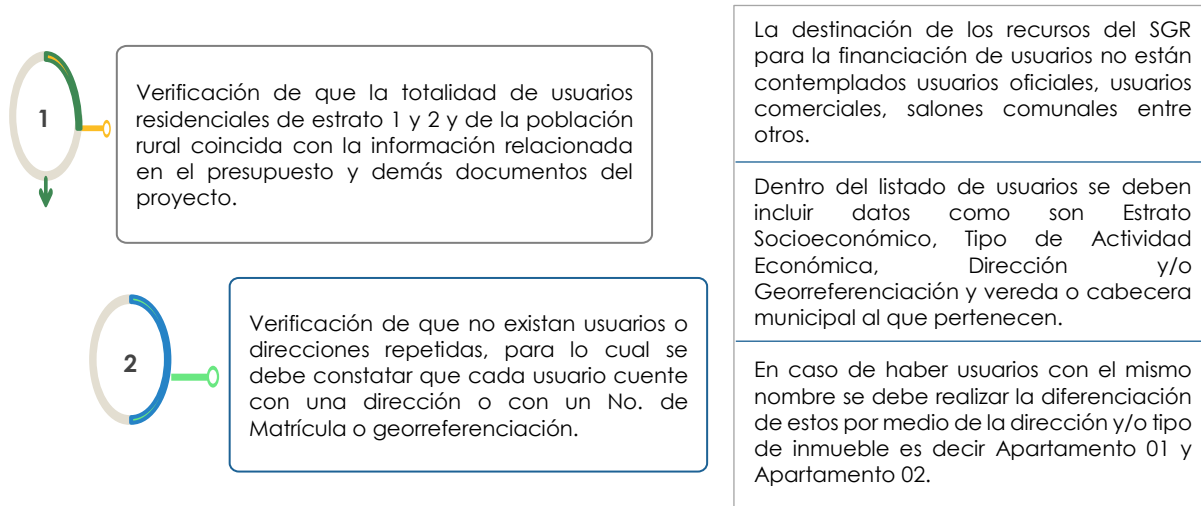 1
Verificación de que la totalidad de usuarios
residenciales de estrato 1 y 2 y de la población
rural coincida con la información relacionada
en el presupuesto y demás documentos del
proyecto.
2
Verificación de que no existan usuarios o
direcciones repetidas, para lo cual se
debe constatar que cada usuario cuente
con una dirección o con un No. de
Matrícula o georreferenciación.
La destinación de los recursos del SGR
para la financiación de usuarios no están
contemplados usuarios oficiales, usuarios
comerciales, salones comunales entre
otros.
Dentro del listado de usuarios se deben
incluir datos como son Estrato
Socioeconómico, Tipo de Actividad
Económica, Dirección y/o
Georreferenciación y vereda o cabecera
municipal al que pertenecen.
En caso de haber usuarios con el mismo
nombre se debe realizar la diferenciación
de estos por medio de la dirección y/o tipo
de inmueble es decir Apartamento 01 y
Apartamento 02.